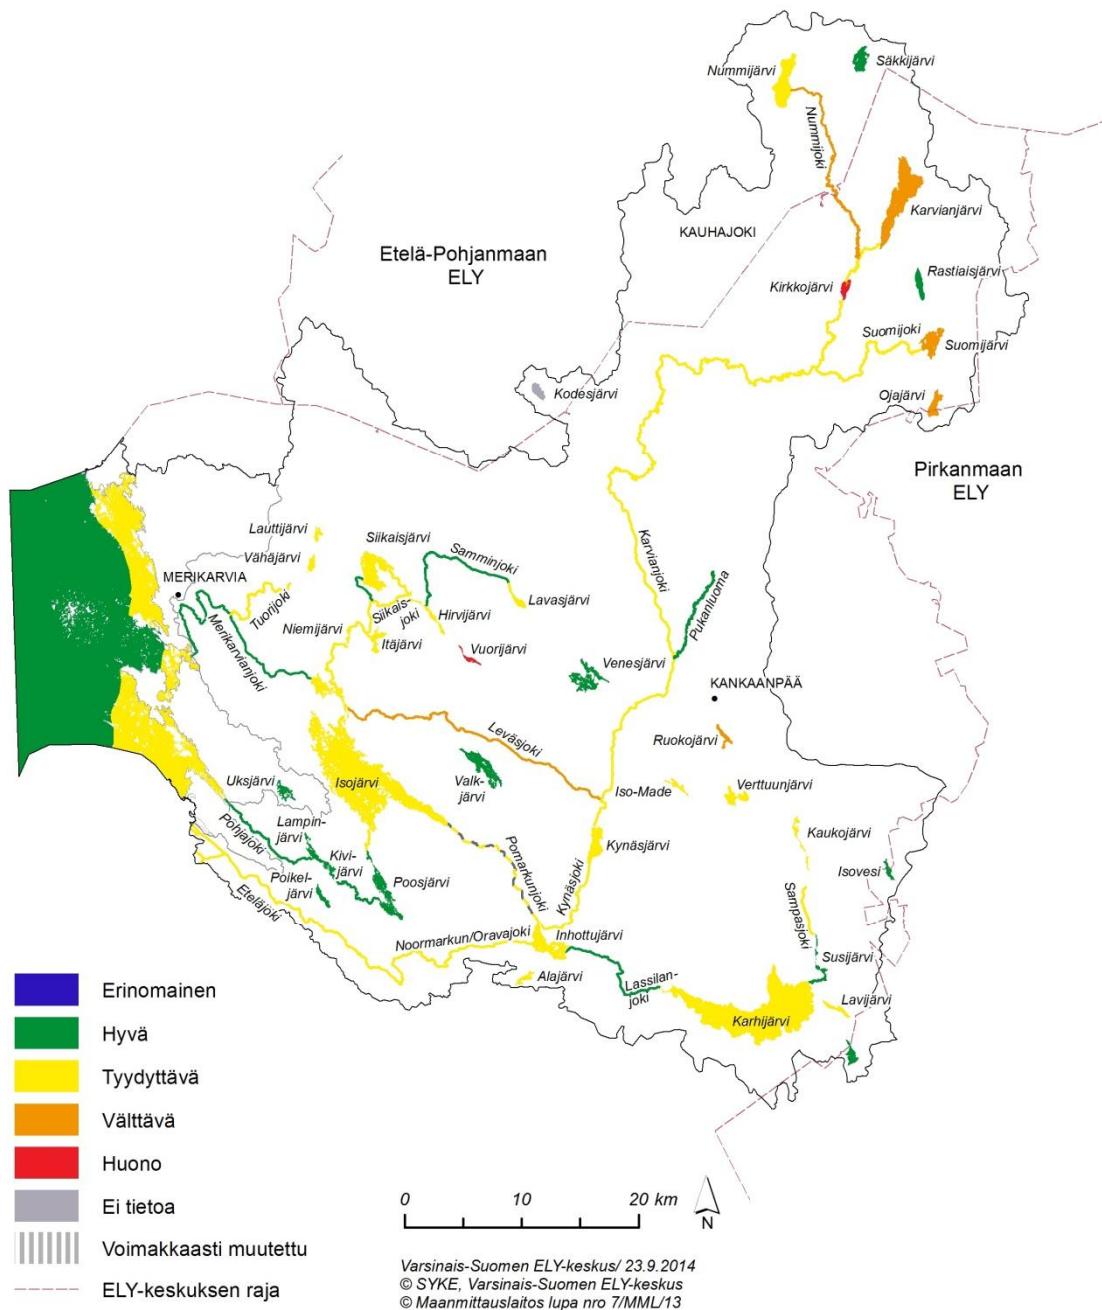 Nummijärvi
Säkkijärvi
Nummijoki
Karvianjärvi
KAUHAJOKI
Etelä-Pohjanmaan
ELY
Kirkkojärvi
Rastiaisjärvi
Suomijoki
Suomijärvi
Kodesjärvi
Ojajärvi
Pirkanmaan
ELY
Lauttijärvi
Siikaisjärvi
Samminjoki
Karvianjoki
Vähäjärvi
MERIKARVIA
Tuorijoki
Siikais-
joki
Lavasjärvi
Pukanluoma
Merikarvianjoki
Niemijärvi
Hirvijärvi
Itäjärvi
Vuorijärvi
Venesjärvi
KANKAANPÄÄ
Leväsjoki
Ruokojärvi
Uksjärvi
Isojärvi
Valk-
järvi
Iso-Made
Verttuunjärvi
Pohjajoki
Lampin-
järvi
Kivi-
järvi
Poikel-
järvi
Poosjärvi
Pomarkunjoki
Kynäsjärvi
Kaukojärvi
Isovesi
Eteläjoki
Kynäsjoki
Sampasjoki
Noormarkun/Oravajoki
Inhottujärvi
Susijärvi
Alajärvi
Lassilan-
joki
Karhijärvi
Lavijärvi
Erinomainen
Hyvä
Tyydyttävä
Välttävä
Huono
Ei tietoa
Voimakkaasti muutettu
ELY-keskuksen raja
0 10 20 km
N
Varsinais-Suomen ELY-keskus/ 23.9.2014
© SYKE, Varsinais-Suomen ELY-keskus
© Maanmittauslaitos lupa nro 7/MML/13